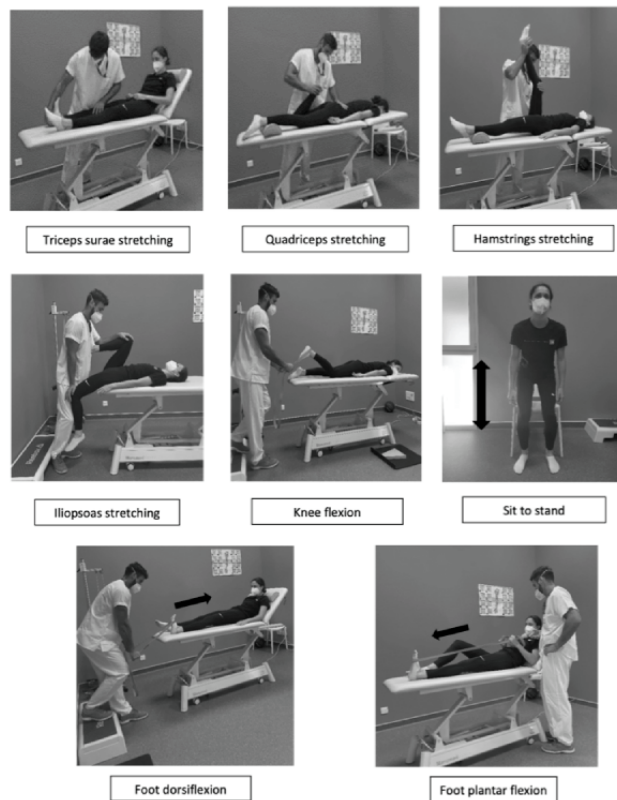 Triceps surae stretching
Quadriceps stretching
Hamstrings stretching
Iliopsoas stretching
Knee flexion
Sit to stand
Foot dorsiflexion
Foot plantar flexion